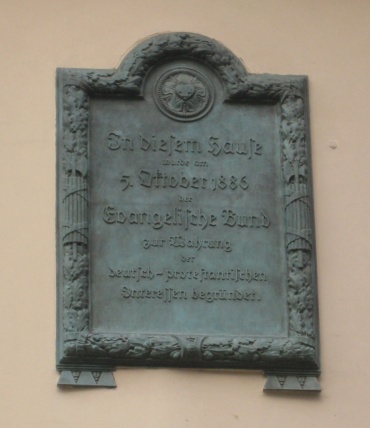 In diesem Hause
wurde am
5. Oktober 1886
der
Evangelische Bund
zur Wahrung
der
deutsch-protestantischen
Interessen begründet.